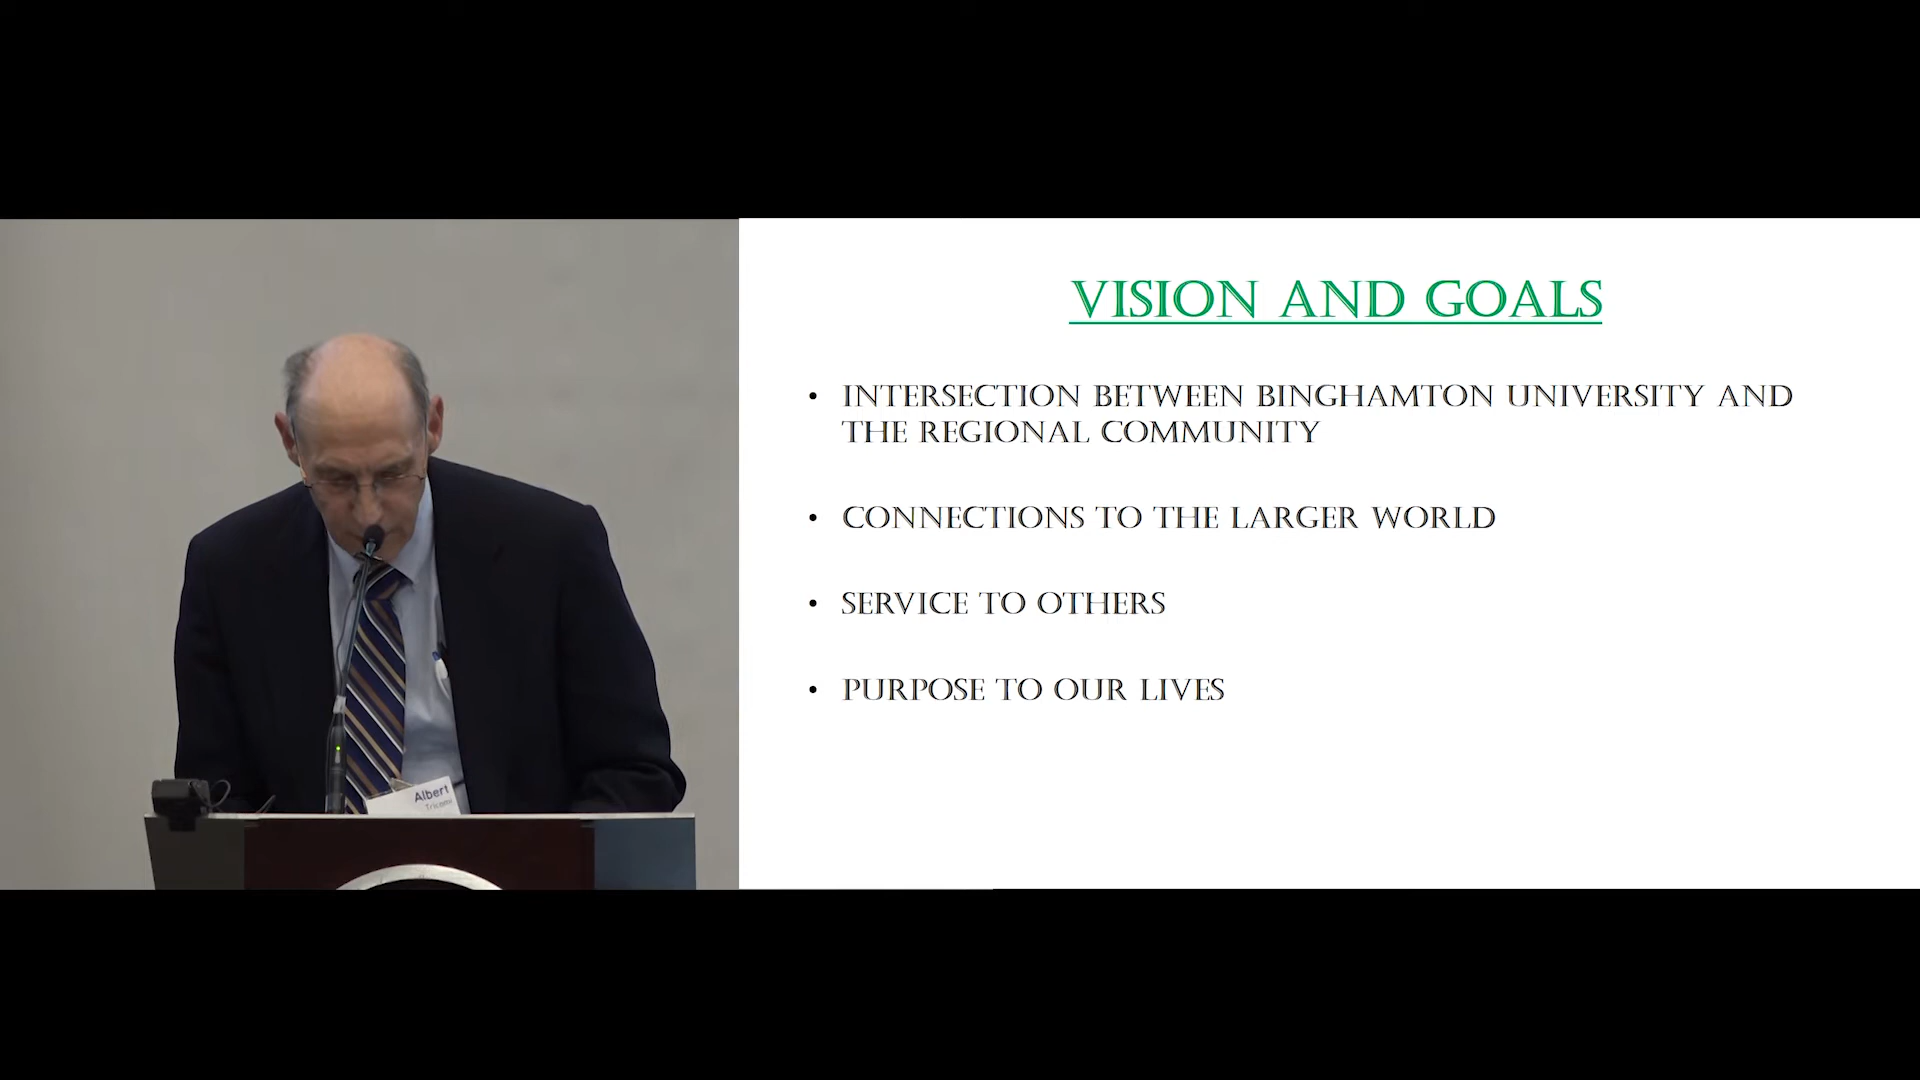 VISION AND GOALS
• INTERSECTION BETWEEN BINGHAMTON UNIVERSITY AND
THE REGIONAL COMMUNITY
• CONNECTIONS TO THE LARGER WORLD
• SERVICE TO OTHERS
• PURPOSE TO OUR LIVES
Albert